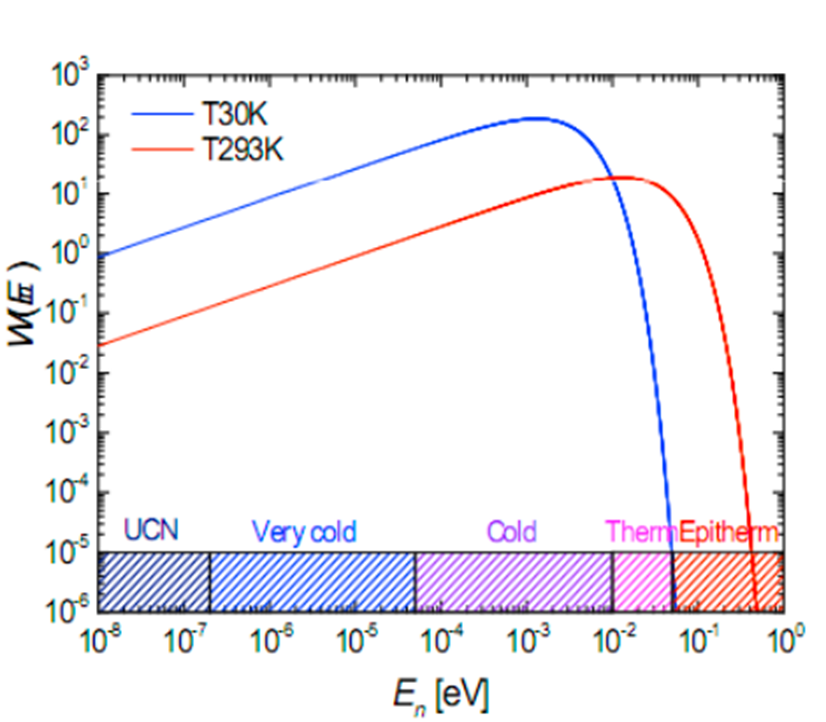 10³
T30K
10²
T293K
10¹
10⁰
W(E)
10⁻¹
10⁻²
10⁻³
10⁻⁴
UCN Very cold Cold Therm Epitherm
10⁻⁵
10⁻⁶
10⁻⁸ 10⁻⁷ 10⁻⁶ 10⁻⁵ 10⁻⁴ 10⁻³ 10⁻² 10⁻¹ 10⁰
Eₙ [eV]